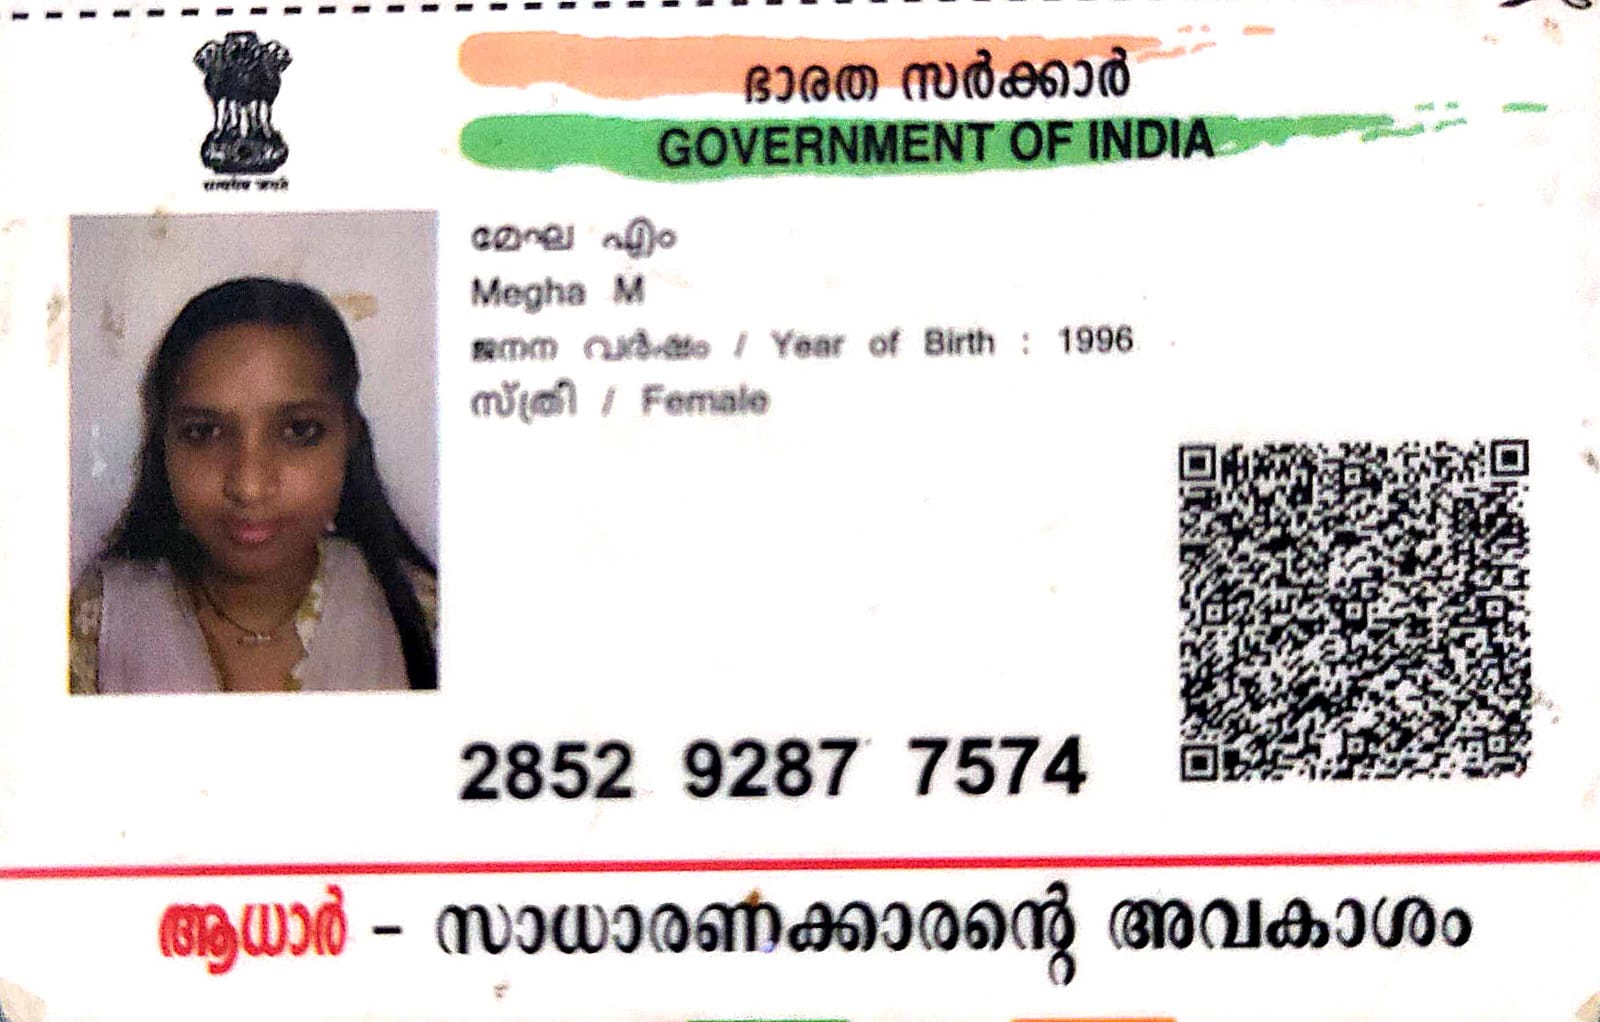 ഭാരത സർക്കാർ
GOVERNMENT OF INDIA
सत्यमेव जयते
മേഘ എം
Megha M
ജനന വർഷം / Year of Birth : 1996
സ്ത്രീ / Female
2852 9287 7574
ആധാർ - സാധാരണക്കാരന്റെ അവകാശം